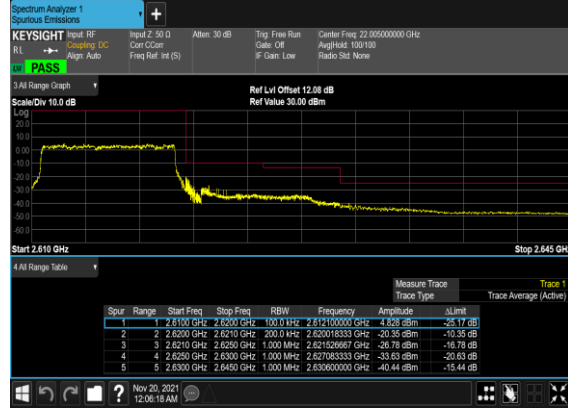 Spectrum Analyzer 1
Spurious Emissions
+
KEYSIGHT Input: RF Input Z: 50 Ω Atten: 30 dB Trig: Free Run Center Freq: 22.005000000 GHz
RL Coupling: DC Corr CCorr Gate: Off Avg|Hold: 100/100
Align: Auto Freq Ref: Int (S) IF Gain: Low Radio Std: None
PASS
3 All Range Graph
Ref Lvl Offset 12.08 dB
Scale/Div 10.0 dB Ref Value 30.00 dBm
Log
20.0
10.0
0.00
-10.0
-20.0
-30.0
-40.0
-50.0
-60.0
Start 2.610 GHz Stop 2.645 GHz
4 All Range Table
Measure Trace Trace 1
Trace Type Trace Average (Active)
Spur Range Start Freq Stop Freq RBW Frequency Amplitude ΔLimit
1 1 2.6100 GHz 2.6200 GHz 100.0 kHz 2.612100000 GHz 4.828 dBm -25.17 dB
2 2 2.6200 GHz 2.6210 GHz 200.0 kHz 2.620018333 GHz -20.35 dBm -10.35 dB
3 3 2.6210 GHz 2.6250 GHz 1.000 MHz 2.621526667 GHz -26.78 dBm -16.78 dB
4 4 2.6250 GHz 2.6300 GHz 1.000 MHz 2.627083333 GHz -33.63 dBm -20.63 dB
5 5 2.6300 GHz 2.6450 GHz 1.000 MHz 2.630600000 GHz -40.44 dBm -15.44 dB
? Nov 20, 2021
12:06:18 AM